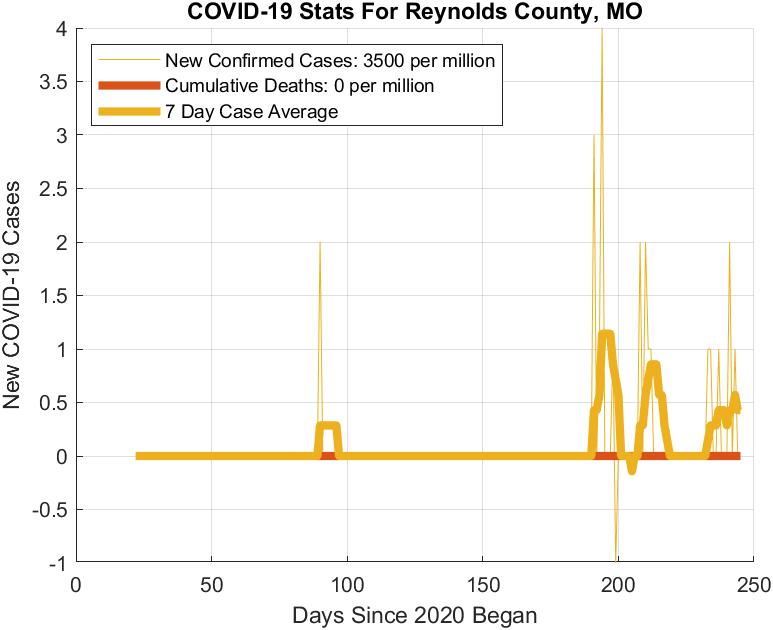 COVID-19 Stats For Reynolds County, MO
New Confirmed Cases: 3500 per million
Cumulative Deaths: 0 per million
7 Day Case Average
New COVID-19 Cases
4
3.5
3
2.5
2
1.5
1
0.5
0
-0.5
-1
0 50 100 150 200 250
Days Since 2020 Began